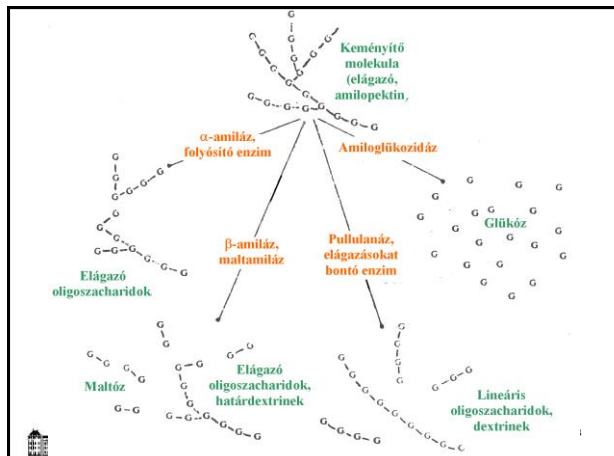 Keményítő
molekula
(elágazó,
amilopektin,
α-amiláz,
folyósító enzim
Amiloglükozidáz
Glükóz
β-amiláz,
maltamiláz
Pullulanáz,
elágazásokat
bontó enzim
Elágazó
oligoszacharidok
Maltóz
Elágazó
oligoszacharidok,
határdextrinek
Lineáris
oligoszacharidok,
dextrinek